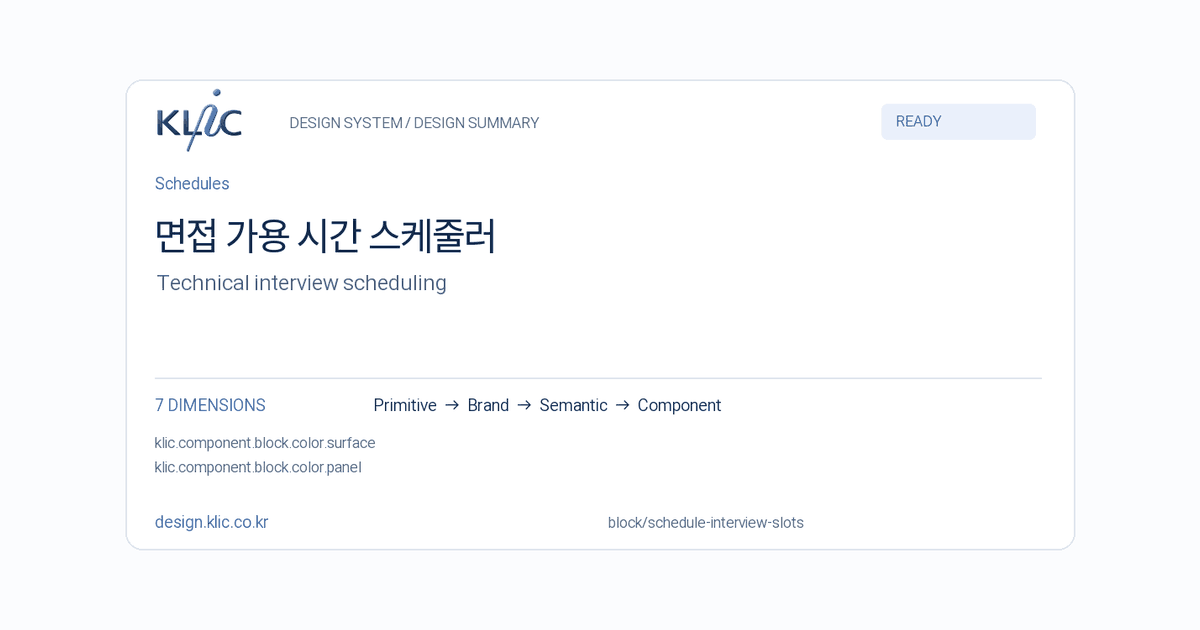 KLiC
DESIGN SYSTEM / DESIGN SUMMARY
READY
Schedules
면접 가용 시간 스케줄러
Technical interview scheduling
7 DIMENSIONS
Primitive → Brand → Semantic → Component
klic.component.block.color.surface
klic.component.block.color.panel
design.klic.co.kr
block/schedule-interview-slots